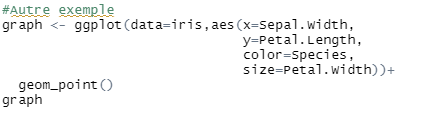 #Autre exemple
graph <- ggplot(data=iris,aes(x=Sepal.Width,
                              y=Petal.Length,
                              color=Species,
                              size=Petal.Width))+
  geom_point()
graph